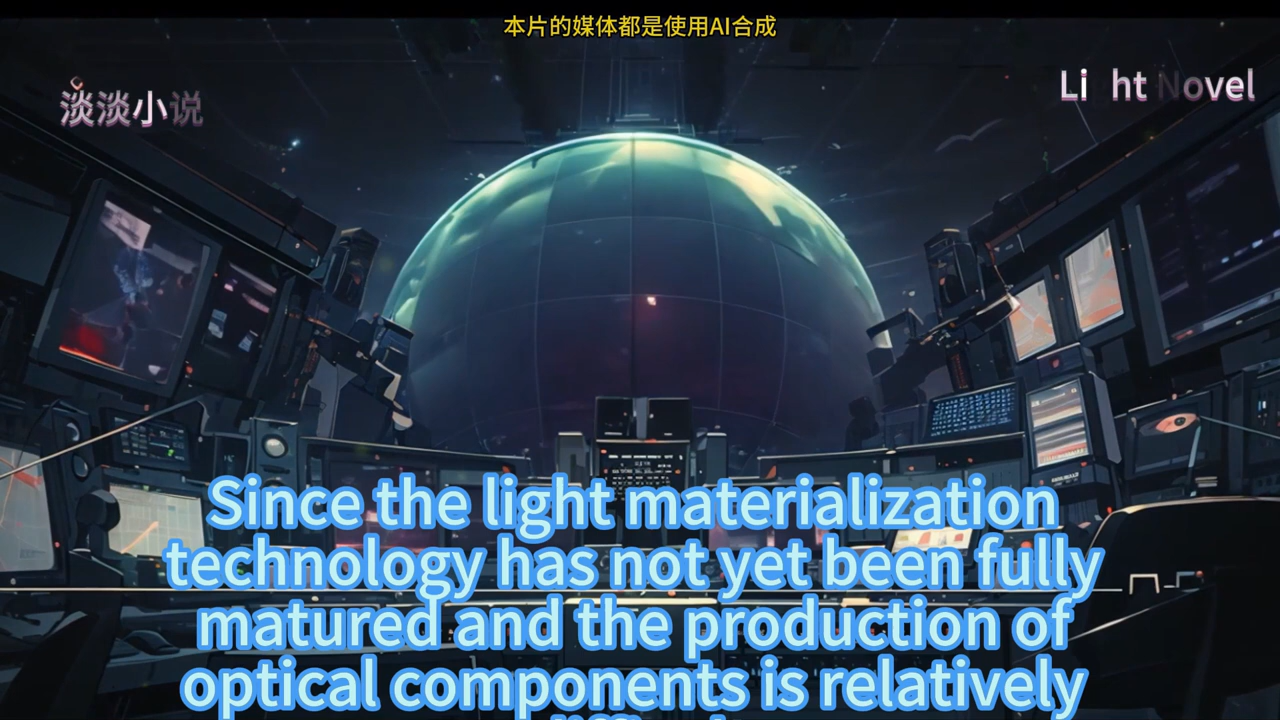 本片的媒体都是使用AI合成
淡淡小说
Li ht Novel
Since the light materialization
technology has not yet been fully
matured and the production of
optical components is relatively